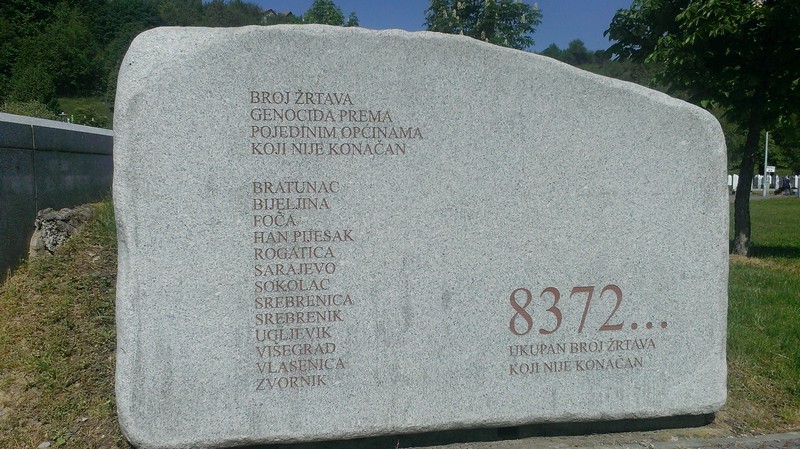 BROJ ŽRTAVA
GENOCIDA PREMA
POJEDINIM OPĆINAMA
KOJI NIJE KONAČAN
BRATUNAC
BIJELJINA
FOČA
HAN PIJESAK
ROGATICA
SARAJEVO
SOKOLAC
SREBRENICA
SREBRENIK
UGLJEVIK
VIŠEGRAD
VLASENICA
ZVORNIK
8372...
UKUPAN BROJ ŽRTAVA
KOJI NIJE KONAČAN